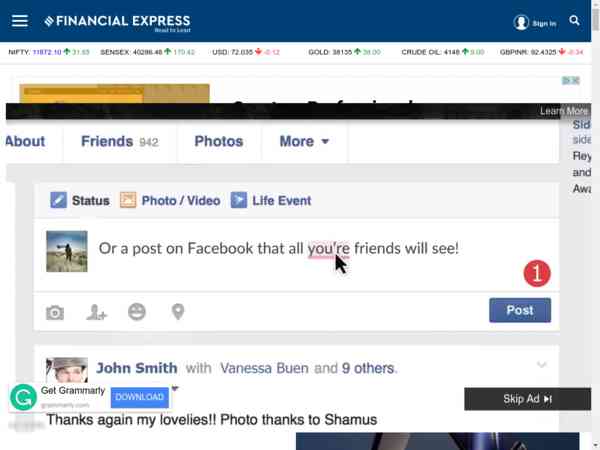 FINANCIAL EXPRESS
Read to Lead
Sign In
NIFTY: 11872.10 31.65 SENSEX: 40286.48 170.42 USD: 72.035 -0.12 GOLD: 38135 38.00 CRUDE OIL: 4148 9.00 GBPINR: 92.4325 -0.34
Learn More
About Friends 942 Photos More
Side
side
Rey
and
Awa
Status Photo / Video Life Event
Or a post on Facebook that all you're friends will see!
1
Post
John Smith with Vanessa Buen and 9 others.
Get Grammarly
grammarly.com
DOWNLOAD
Skip Ad
Thanks again my lovelies!! Photo thanks to Shamus